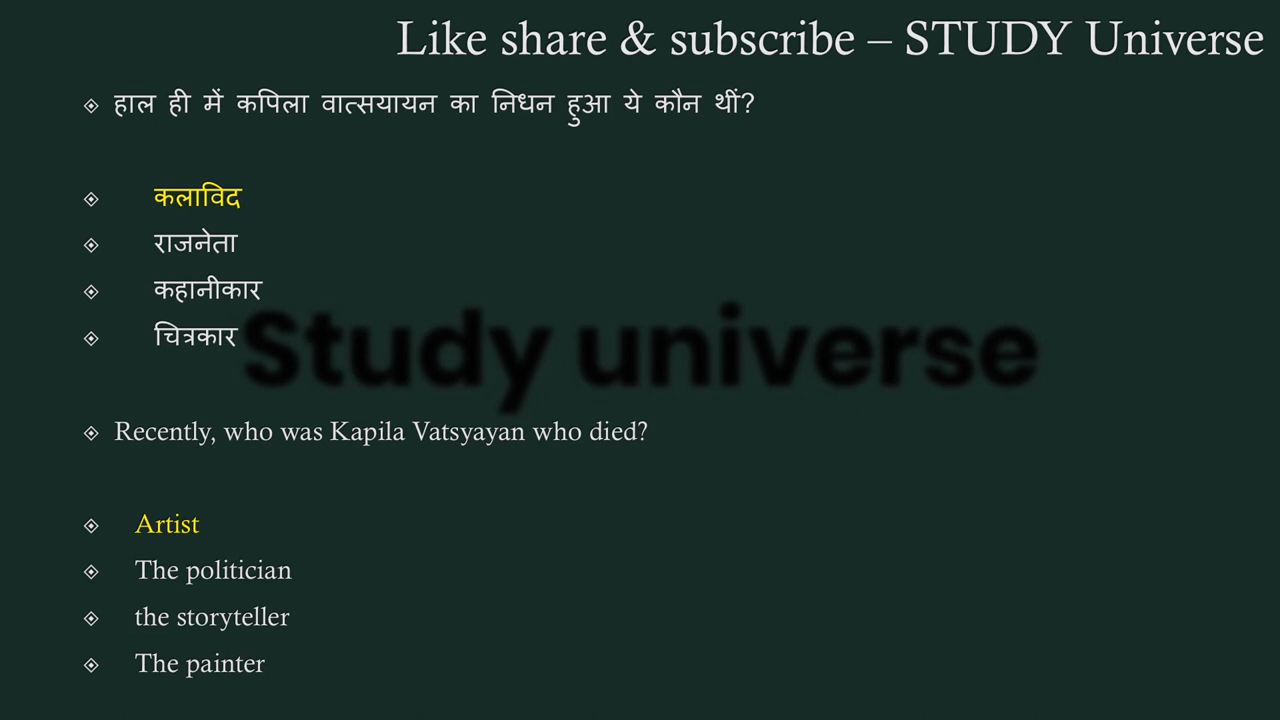 Like share & subscribe – STUDY Universe
हाल ही में कपिला वात्सयायन का निधन हुआ ये कौन थीं?
कलाविद
राजनेता
कहानीकार
चित्रकार
Study universe
Recently, who was Kapila Vatsyayan who died?
Artist
The politician
the storyteller
The painter